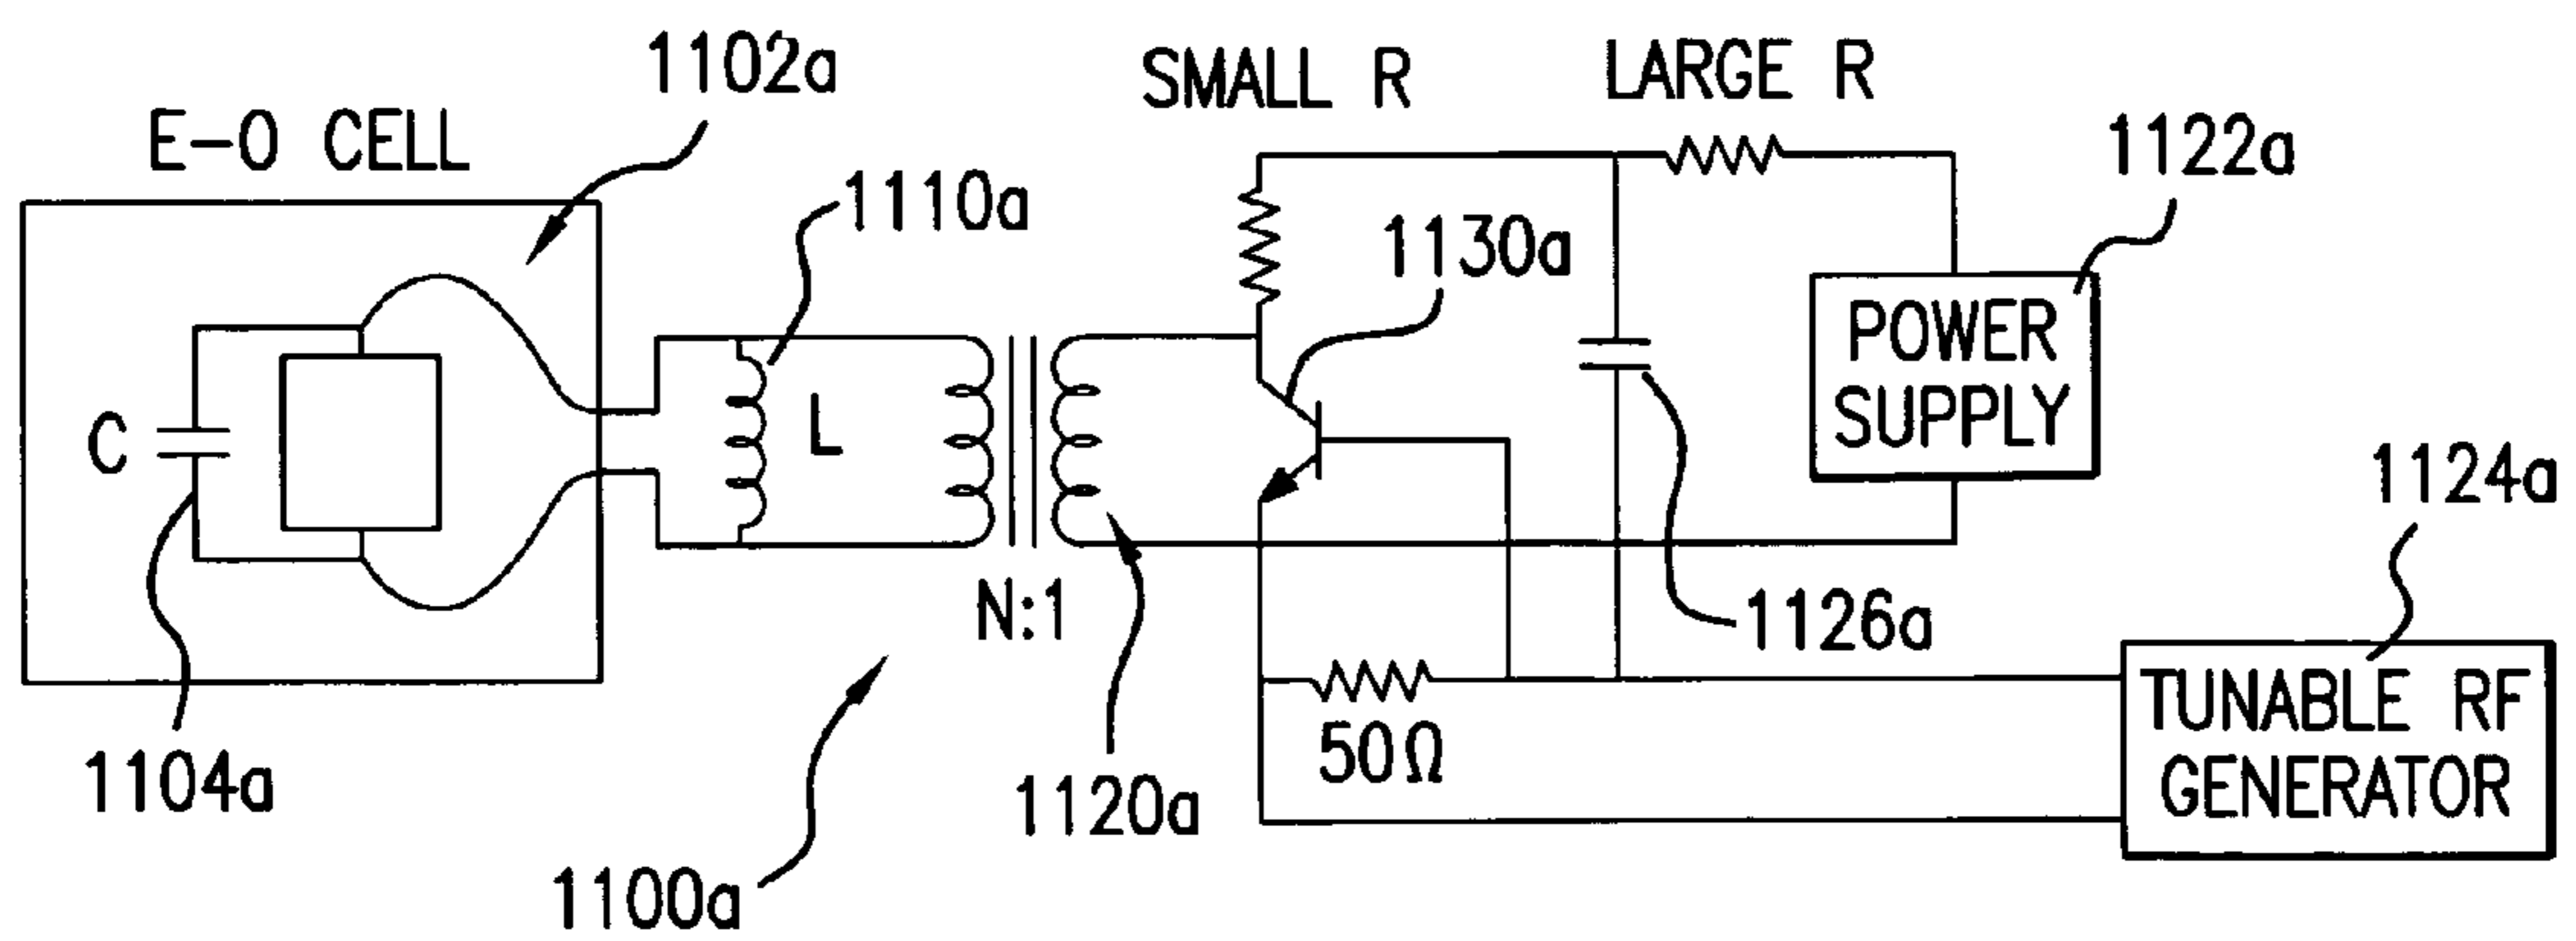 1102a
E-O CELL
SMALL R
LARGE R
1122a
1110a
1130a
POWER
SUPPLY
C
L
1124a
N:1
1126a
TUNABLE RF
GENERATOR
50Ω
1104a
1120a
1100a